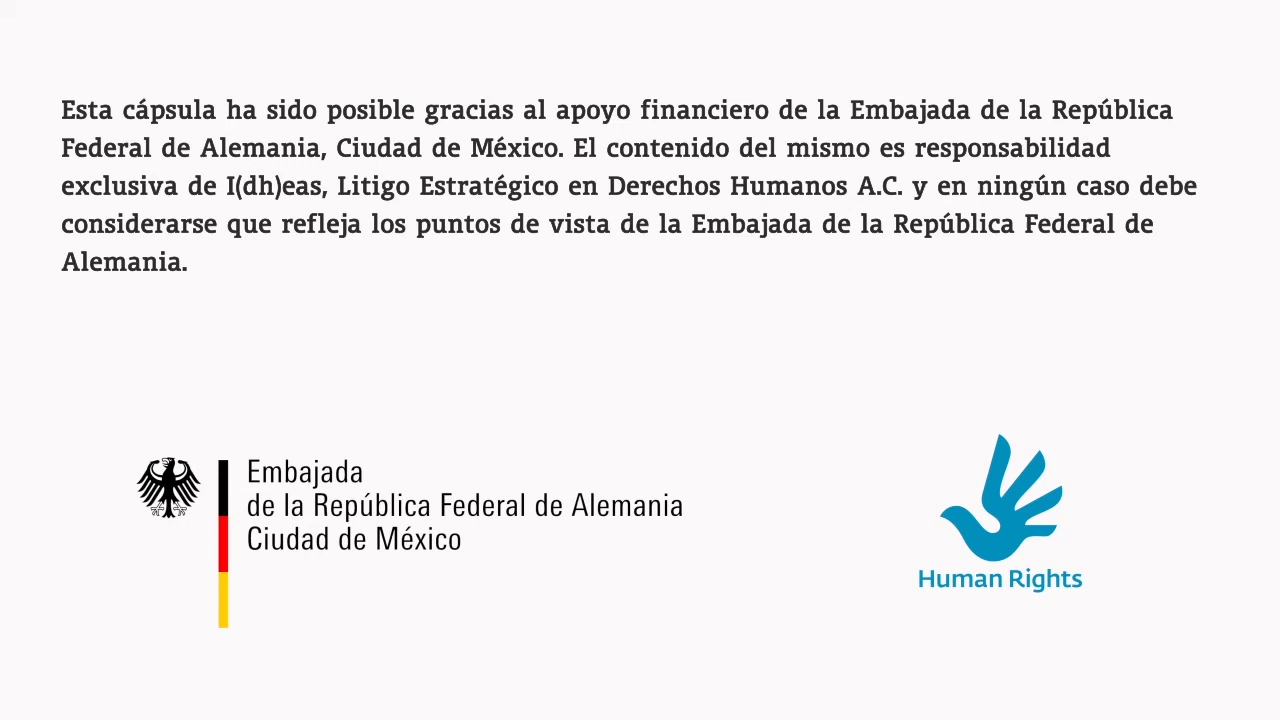 Esta cápsula ha sido posible gracias al apoyo financiero de la Embajada de la República
Federal de Alemania, Ciudad de México. El contenido del mismo es responsabilidad
exclusiva de I(dh)eas, Litigo Estratégico en Derechos Humanos A.C. y en ningún caso debe
considerarse que refleja los puntos de vista de la Embajada de la República Federal de
Alemania.
Embajada
de la República Federal de Alemania
Ciudad de México
Human Rights